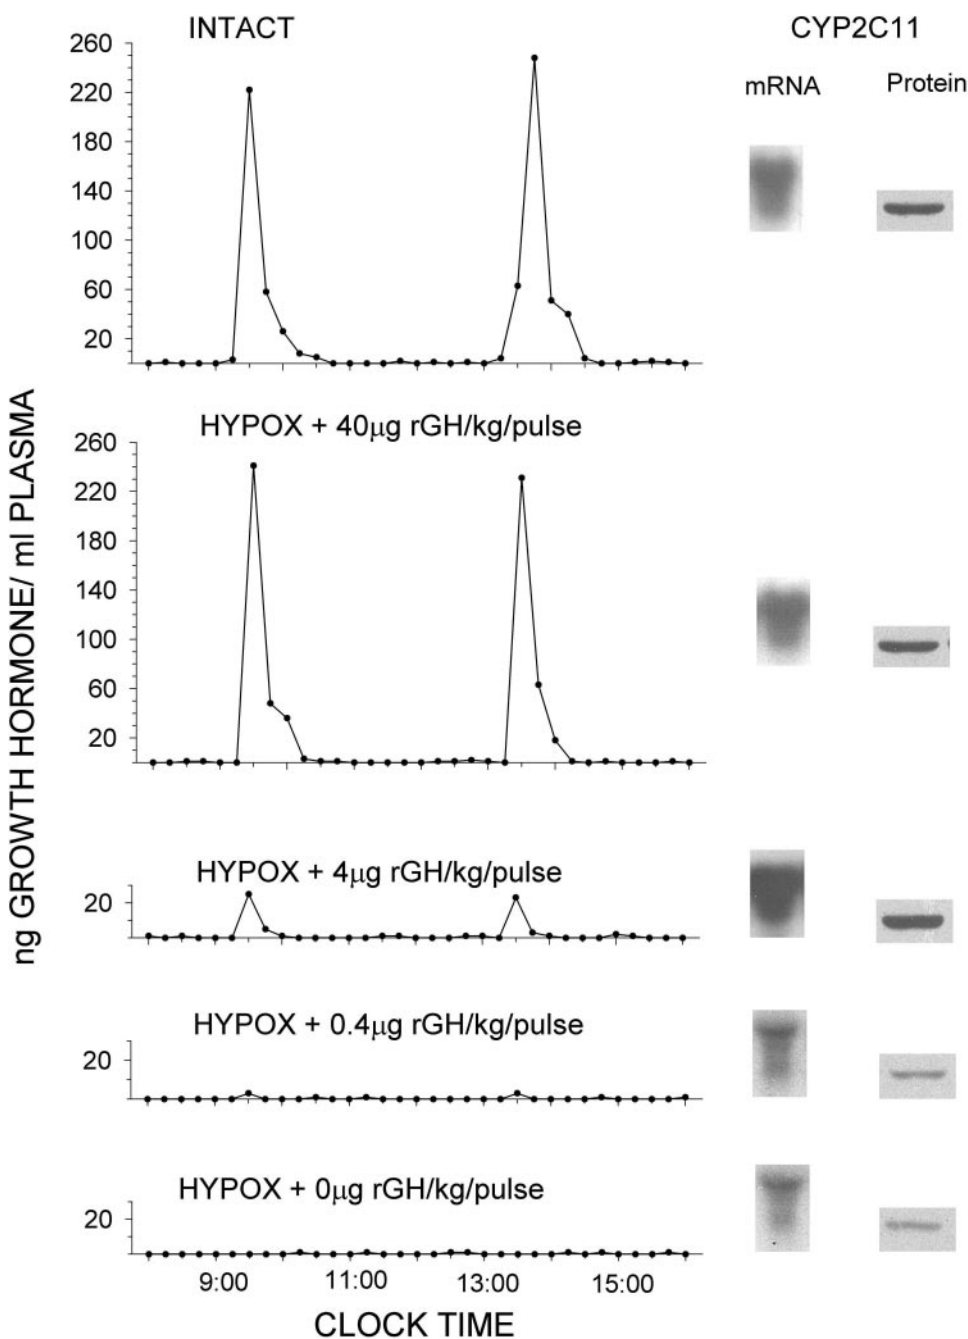 INTACT
CYP2C11
mRNA
Protein
260
220
180
140
100
60
20
ng GROWTH HORMONE/ ml PLASMA
HYPOX + 40μg rGH/kg/pulse
260
220
180
140
100
60
20
HYPOX + 4μg rGH/kg/pulse
20
HYPOX + 0.4μg rGH/kg/pulse
20
HYPOX + 0μg rGH/kg/pulse
20
9:00
11:00
13:00
15:00
CLOCK TIME